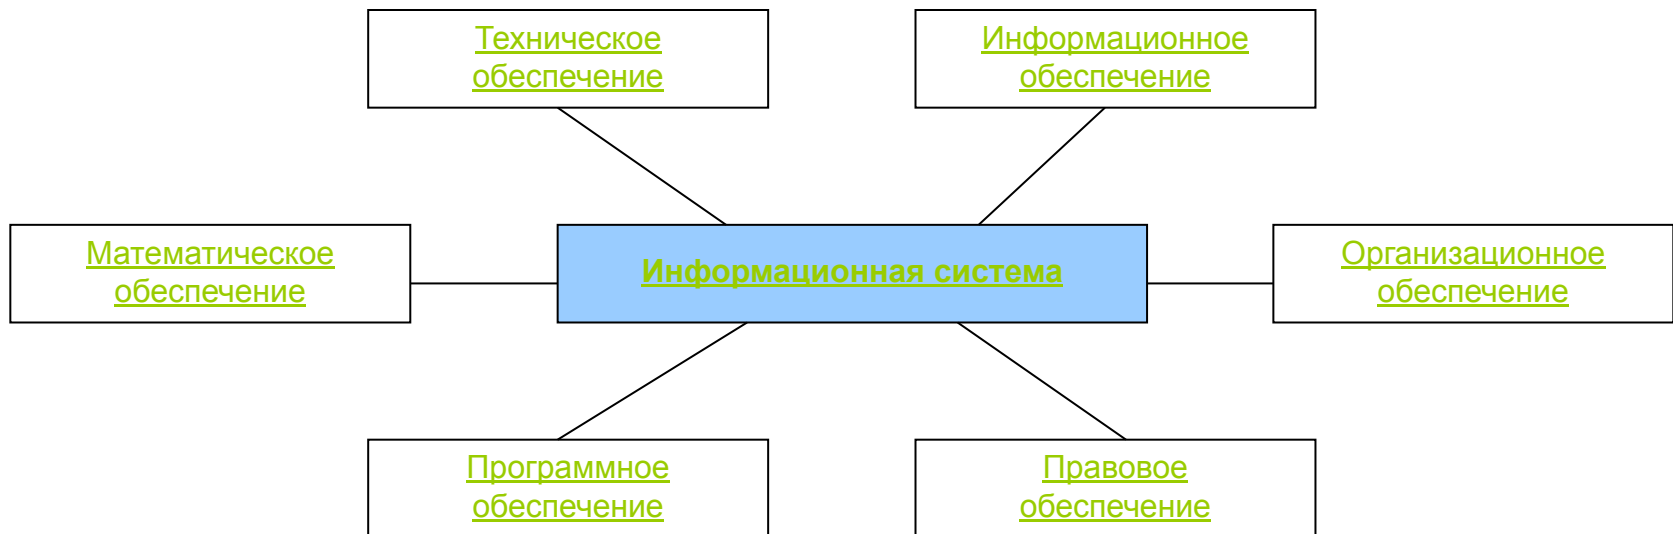 Техническое
обеспечение
Информационное
обеспечение
Математическое
обеспечение
Информационная система
Организационное
обеспечение
Программное
обеспечение
Правовое
обеспечение